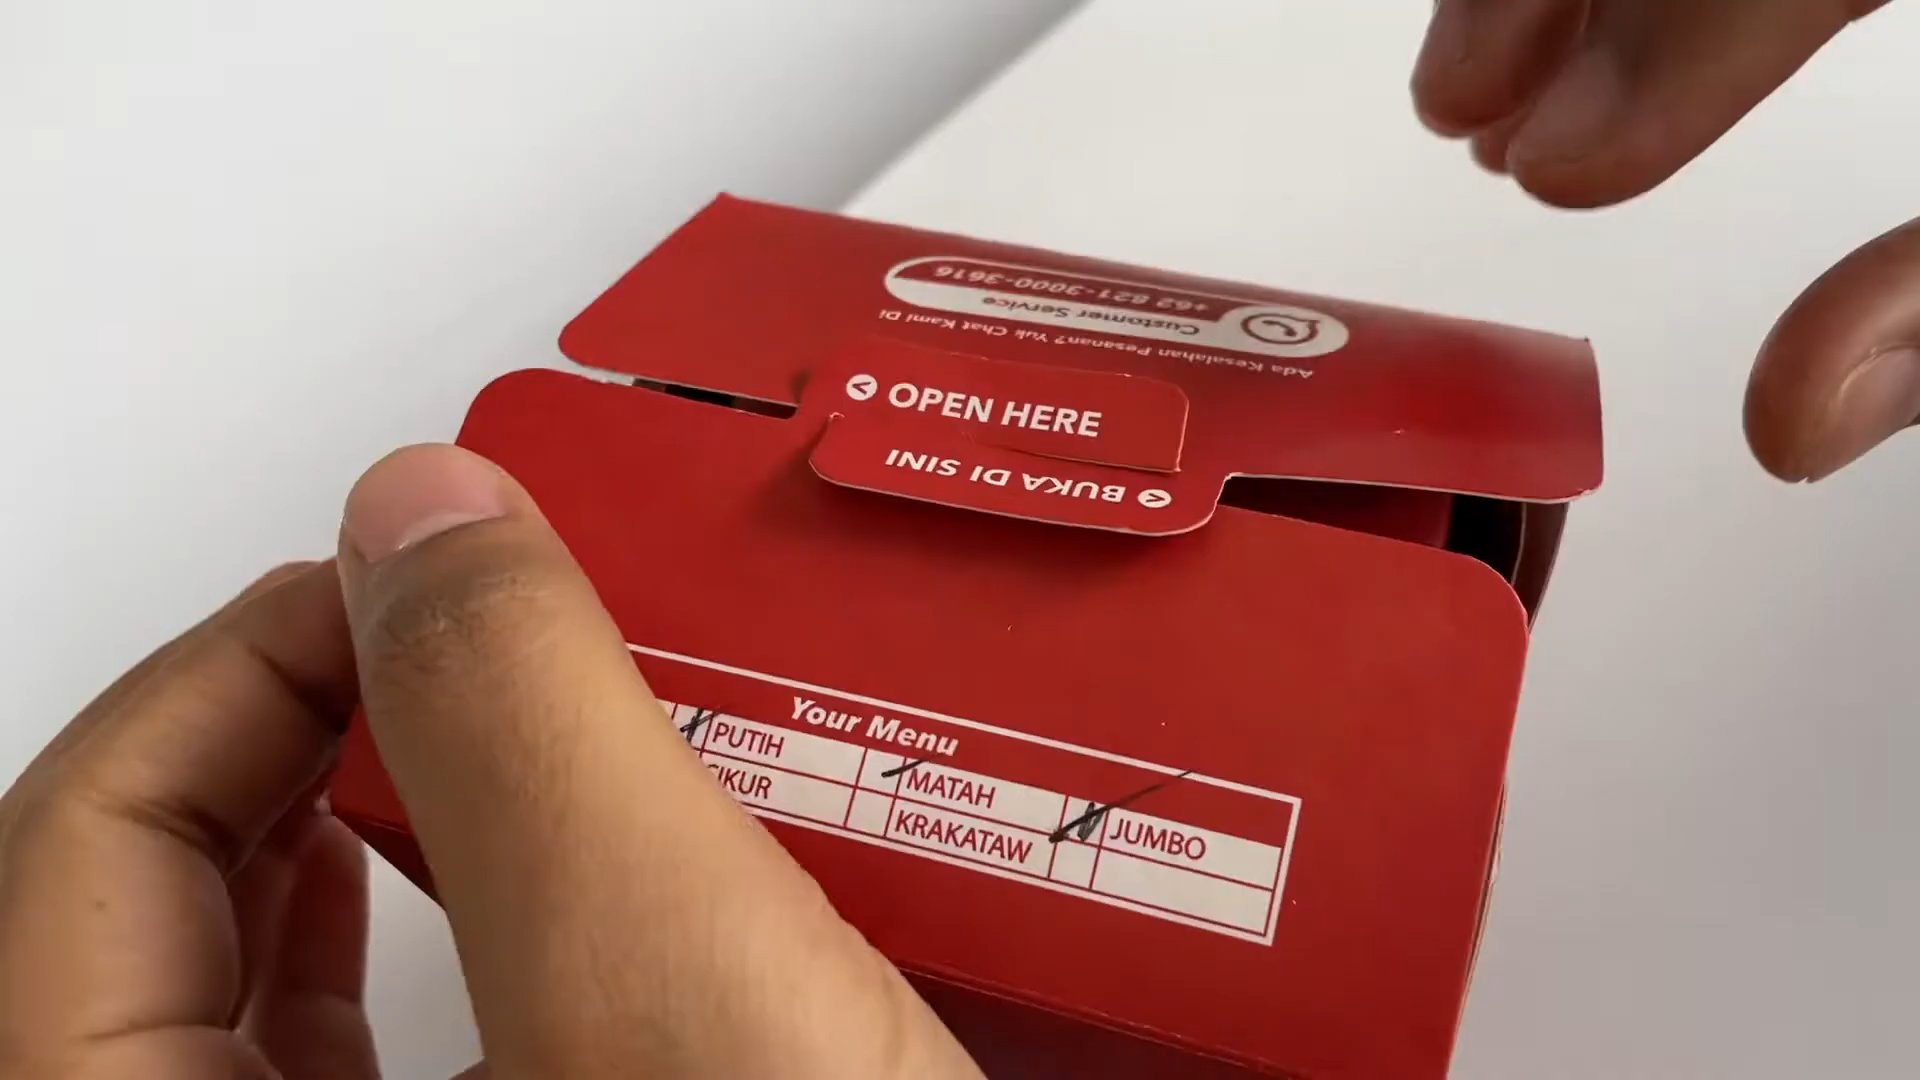 +62 821-3000-3616
Customer Service
Ada Kesalahan Pesanan? Yuk Chat Kami Di
OPEN HERE
BUKA DI SINI
Your Menu
PUTIH
MATAH
JUMBO
KRAKATAW